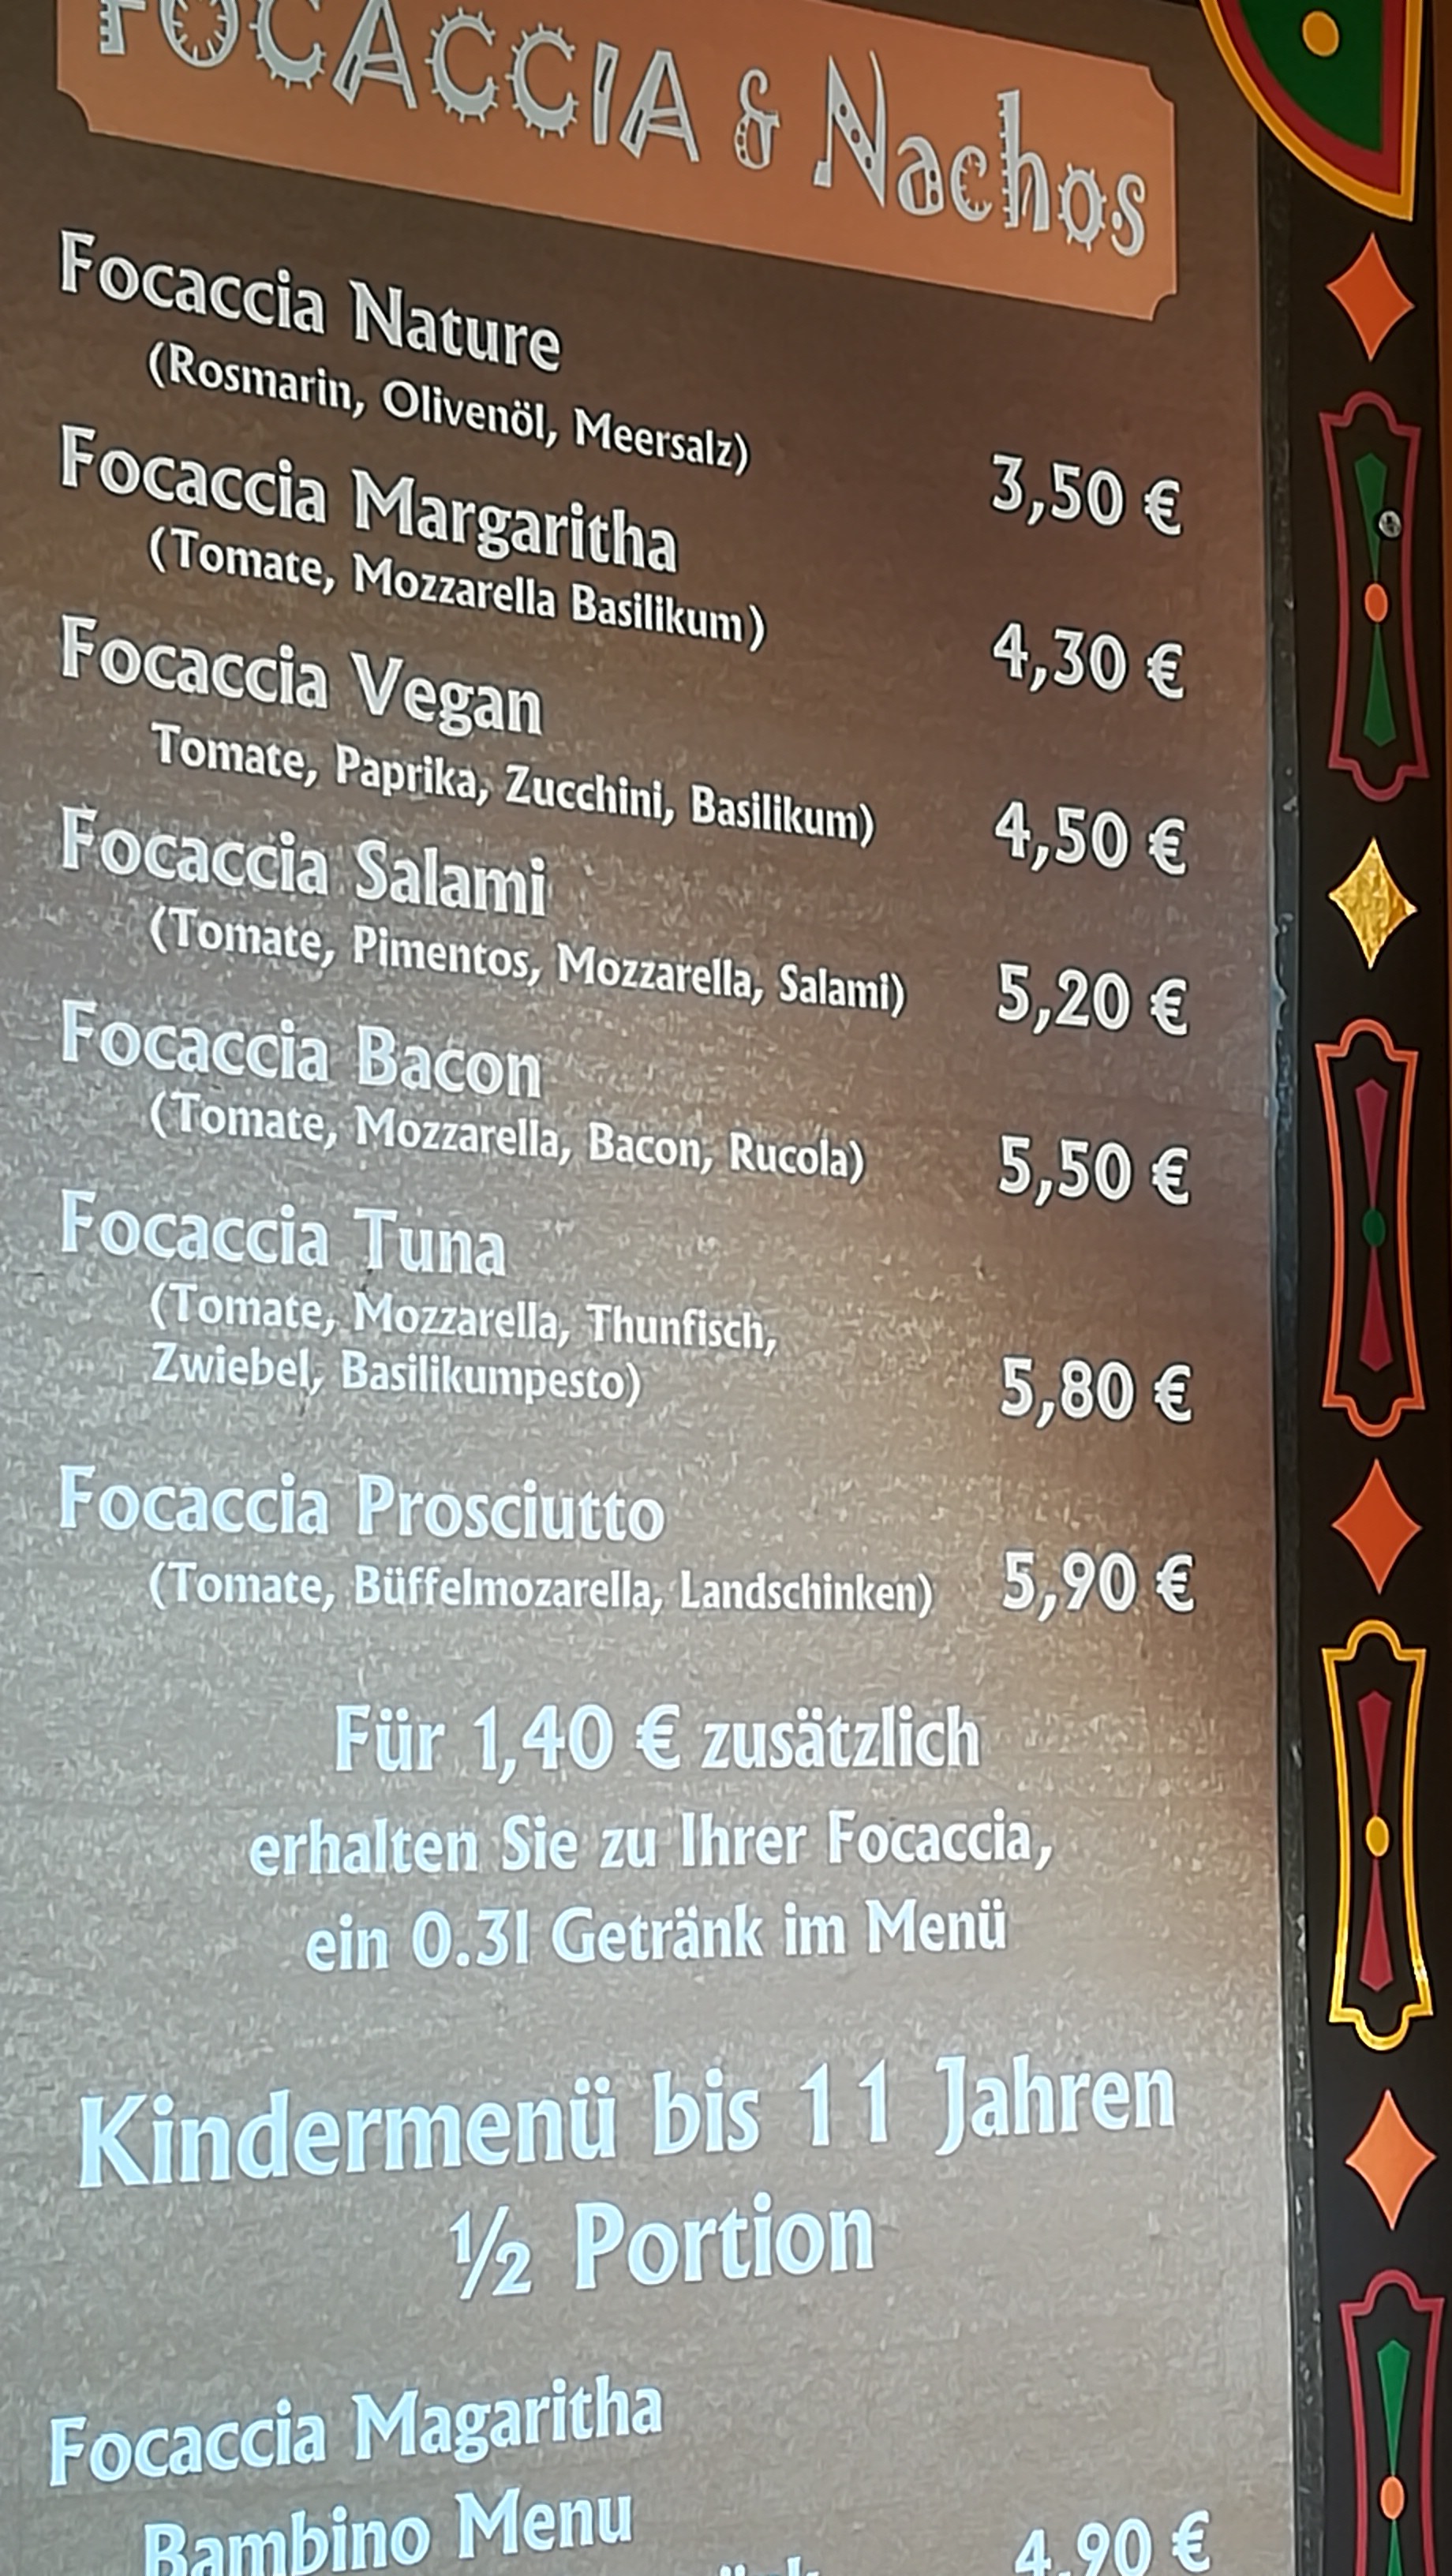 FOCACCIA & Nachos
Focaccia Nature
(Rosmarin, Olivenöl, Meersalz)
3,50 €
Focaccia Margaritha
(Tomate, Mozzarella Basilikum)
4,30 €
Focaccia Vegan
Tomate, Paprika, Zucchini, Basilikum)
4,50 €
Focaccia Salami
(Tomate, Pimentos, Mozzarella, Salami)
5,20 €
Focaccia Bacon
(Tomate, Mozzarella, Bacon, Rucola)
5,50 €
Focaccia Tuna
(Tomate, Mozzarella, Thunfisch,
Zwiebel, Basilikumpesto)
5,80 €
Focaccia Prosciutto
(Tomate, Büffelmozarella, Landschinken) 5,90 €
Für 1,40 € zusätzlich
erhalten Sie zu Ihrer Focaccia,
ein 0.3l Getränk im Menü
Kindermenü bis 11 Jahren
½ Portion
Focaccia Magaritha
Bambino Menu
4,90 €